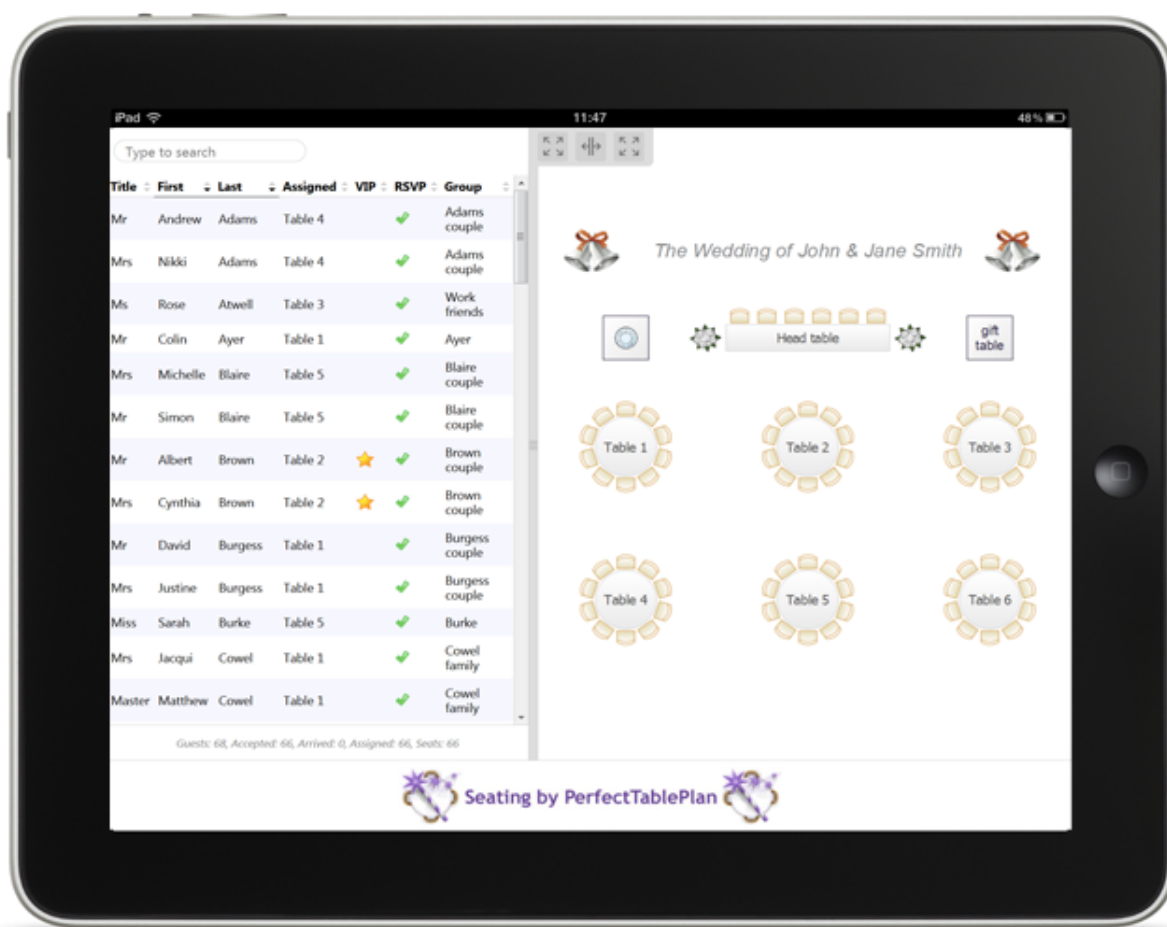 iPad 11:47 48%
Type to search
Title First Last Assigned VIP RSVP Group
Mr Andrew Adams Table 4 Adams couple
Mrs Nikki Adams Table 4 Adams couple
Ms Rose Atwell Table 3 Work friends
Mr Colin Ayer Table 1 Ayer
Mrs Michelle Blaire Table 5 Blaire couple
Mr Simon Blaire Table 5 Blaire couple
Mr Albert Brown Table 2 Brown couple
Mrs Cynthia Brown Table 2 Brown couple
Mr David Burgess Table 1 Burgess couple
Mrs Justine Burgess Table 1 Burgess couple
Miss Sarah Burke Table 5 Burke
Mrs Jacqui Cowel Table 1 Cowel family
Master Matthew Cowel Table 1 Cowel family
Guests: 68, Accepted: 66, Arrived: 0, Assigned: 66, Seats: 66
The Wedding of John & Jane Smith
Head table
gift
table
Table 1 Table 2 Table 3
Table 4 Table 5 Table 6
Seating by PerfectTablePlan